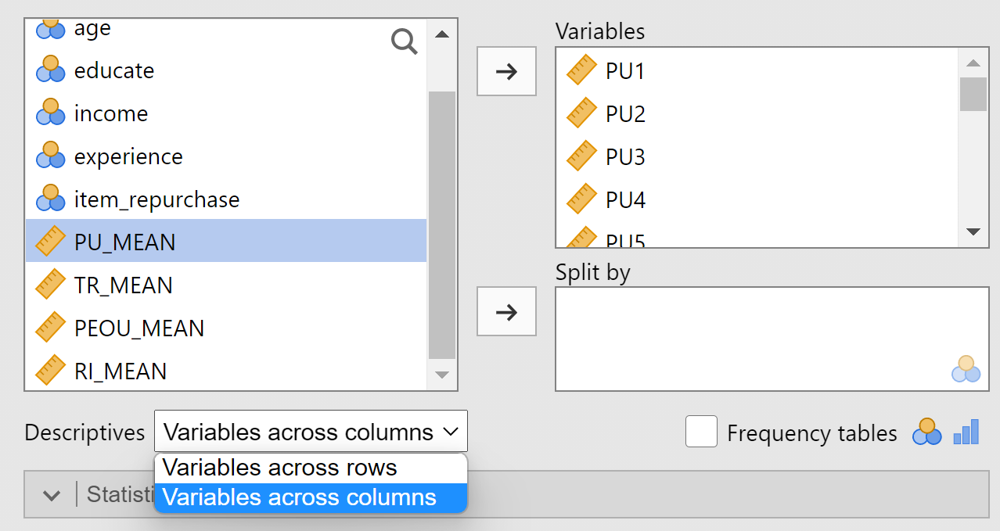 age
educate
income
experience
item_repurchase
PU_MEAN
TR_MEAN
PEOU_MEAN
RI_MEAN
Variables
PU1
PU2
PU3
PU4
PU5
Split by
Descriptives
Variables across columns
Variables across rows
Variables across columns
Frequency tables
Statisti